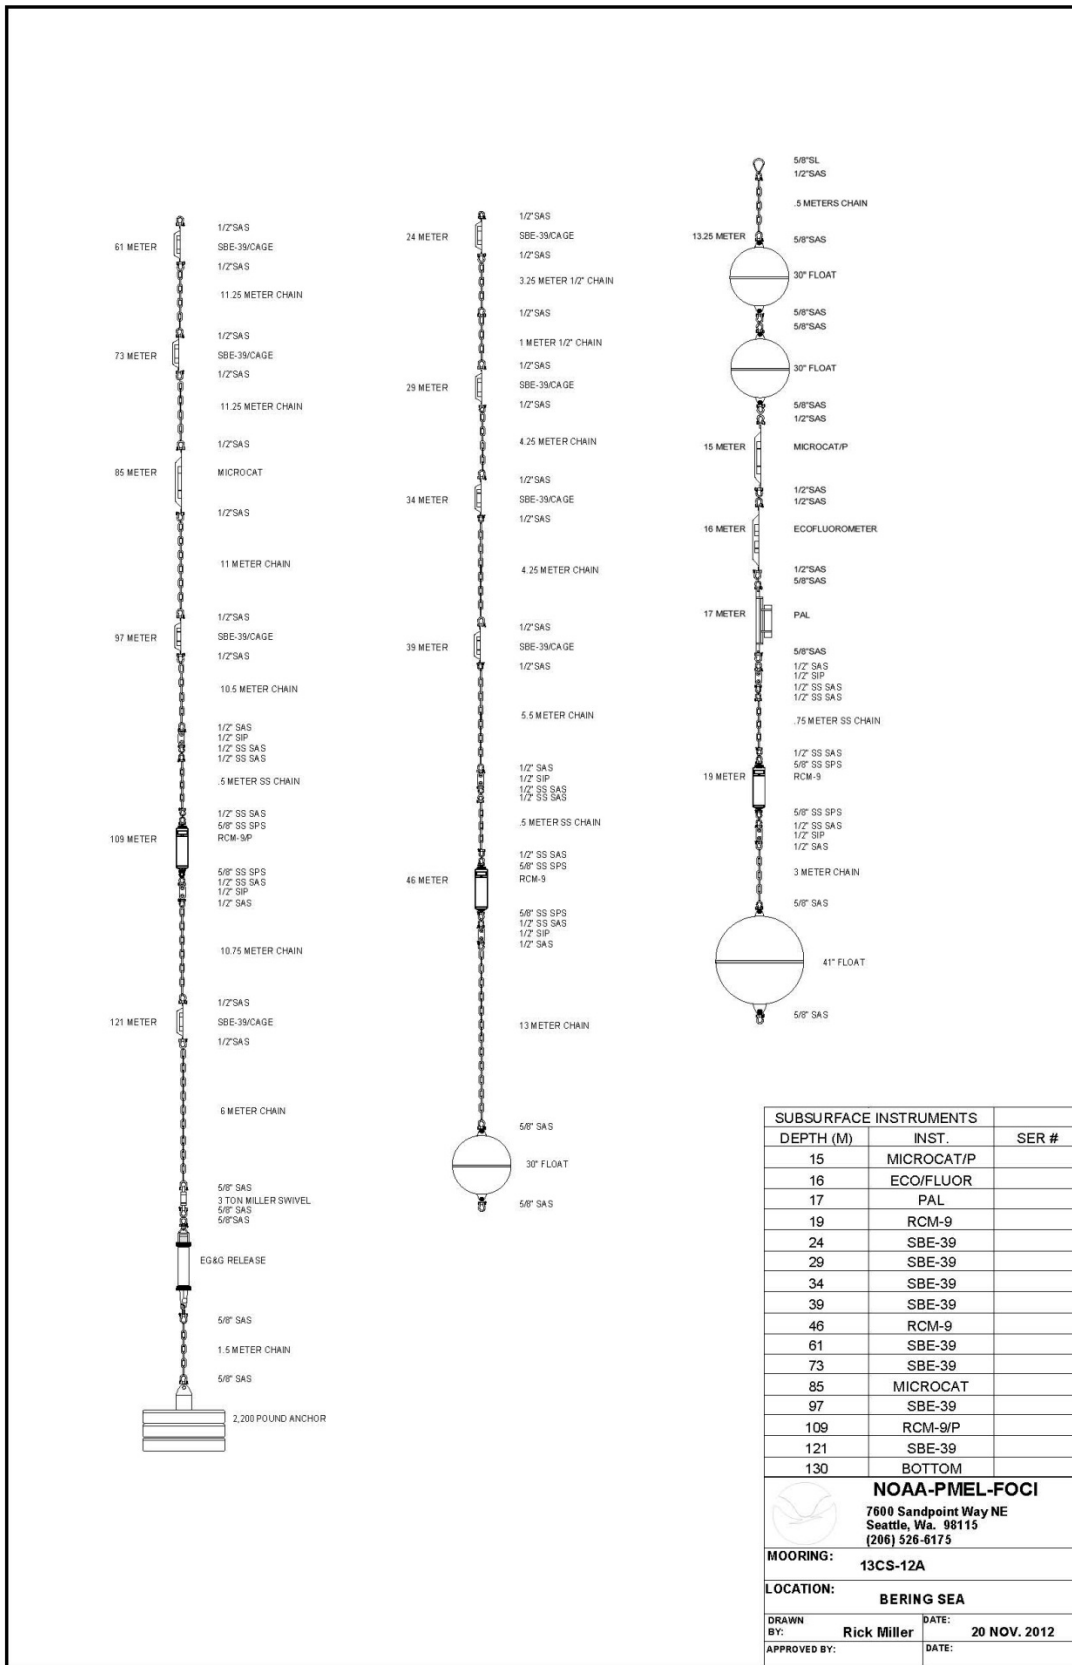 1/2"SAS
61 METER SBE-39/CAGE
1/2"SAS
11.25 METER CHAIN
1/2"SAS
73 METER SBE-39/CAGE
1/2"SAS
11.25 METER CHAIN
1/2"SAS
85 METER MICROCAT
1/2"SAS
11 METER CHAIN
1/2"SAS
97 METER SBE-39/CAGE
1/2"SAS
10.5 METER CHAIN
1/2" SAS
1/2" SIP
1/2" SS SAS
1/2" SS SAS
.5 METER SS CHAIN
1/2" SS SAS
5/8" SS SPS
109 METER RCM-9/P
5/8" SS SPS
1/2" SS SAS
1/2" SIP
1/2" SAS
10.75 METER CHAIN
1/2"SAS
121 METER SBE-39/CAGE
1/2"SAS
6 METER CHAIN
5/8" SAS
3 TON MILLER SWIVEL
5/8" SAS
5/8"SAS
EG&G RELEASE
5/8" SAS
1.5 METER CHAIN
5/8" SAS
2,200 POUND ANCHOR
1/2"SAS
24 METER SBE-39/CAGE
1/2"SAS
3.25 METER 1/2" CHAIN
1/2"SAS
1 METER 1/2" CHAIN
1/2"SAS
29 METER SBE-39/CAGE
1/2"SAS
4.25 METER CHAIN
1/2"SAS
34 METER SBE-39/CAGE
1/2"SAS
4.25 METER CHAIN
1/2"SAS
39 METER SBE-39/CAGE
1/2"SAS
5.5 METER CHAIN
1/2" SAS
1/2" SIP
1/2" SS SAS
1/2" SS SAS
.5 METER SS CHAIN
1/2" SS SAS
5/8" SS SPS
46 METER RCM-9
5/8" SS SPS
1/2" SS SAS
1/2" SIP
1/2" SAS
13 METER CHAIN
5/8" SAS
30" FLOAT
5/8" SAS
5/8"SL
1/2"SAS
.5 METERS CHAIN
13.25 METER 5/8"SAS
30" FLOAT
5/8"SAS
5/8"SAS
30" FLOAT
5/8"SAS
1/2"SAS
15 METER MICROCAT/P
1/2"SAS
1/2"SAS
16 METER ECOFLUOROMETER
1/2"SAS
5/8"SAS
17 METER PAL
5/8"SAS
1/2" SAS
1/2" SIP
1/2" SS SAS
1/2" SS SAS
.75 METER SS CHAIN
1/2" SS SAS
5/8" SS SPS
19 METER RCM-9
5/8" SS SPS
1/2" SS SAS
1/2" SIP
1/2" SAS
3 METER CHAIN
5/8" SAS
41" FLOAT
5/8" SAS
SUBSURFACE INSTRUMENTS
DEPTH (M) INST. SER #
15 MICROCAT/P
16 ECO/FLUOR
17 PAL
19 RCM-9
24 SBE-39
29 SBE-39
34 SBE-39
39 SBE-39
46 RCM-9
61 SBE-39
73 SBE-39
85 MICROCAT
97 SBE-39
109 RCM-9/P
121 SBE-39
130 BOTTOM
NOAA-PMEL-FOCI
7600 Sandpoint Way NE
Seattle, Wa. 98115
(206) 526-6175
MOORING: 13CS-12A
LOCATION: BERING SEA
DRAWN BY: Rick Miller DATE: 20 NOV. 2012
APPROVED BY: DATE: